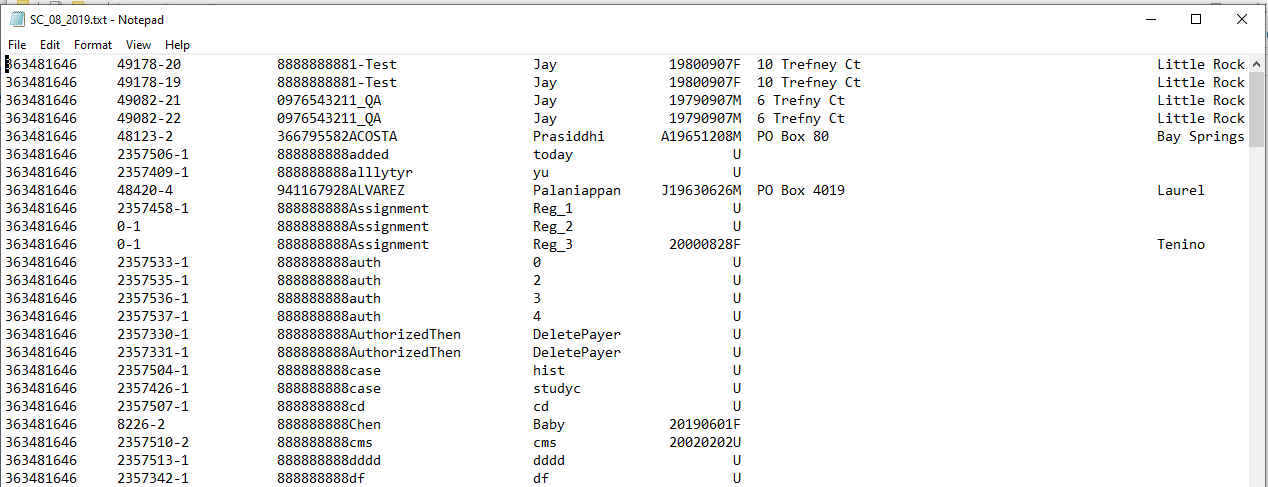 SC_08_2019.txt - Notepad
File Edit Format View Help
363481646 49178-20 8888888881-Test Jay 19800907F 10 Trefney Ct Little Rock
363481646 49178-19 8888888881-Test Jay 19800907F 10 Trefney Ct Little Rock
363481646 49082-21 0976543211_QA Jay 19790907M 6 Trefny Ct Little Rock
363481646 49082-22 0976543211_QA Jay 19790907M 6 Trefny Ct Little Rock
363481646 48123-2 366795582ACOSTA Prasiddhi A19651208M PO Box 80 Bay Springs
363481646 2357506-1 888888888added today U
363481646 2357409-1 888888888alllytyr yu U
363481646 48420-4 941167928ALVAREZ Palaniappan J19630626M PO Box 4019 Laurel
363481646 2357458-1 888888888Assignment Reg_1 U
363481646 0-1 888888888Assignment Reg_2 U
363481646 0-1 888888888Assignment Reg_3 20000828F Tenino
363481646 2357533-1 888888888auth 0 U
363481646 2357535-1 888888888auth 2 U
363481646 2357536-1 888888888auth 3 U
363481646 2357537-1 888888888auth 4 U
363481646 2357330-1 888888888AuthorizedThen DeletePayer U
363481646 2357331-1 888888888AuthorizedThen DeletePayer U
363481646 2357504-1 888888888case hist U
363481646 2357426-1 888888888case studyc U
363481646 2357507-1 888888888cd cd U
363481646 8226-2 888888888Chen Baby 20190601F
363481646 2357510-2 888888888cms cms 20020202U
363481646 2357513-1 888888888dddd dddd U
363481646 2357342-1 888888888df df U